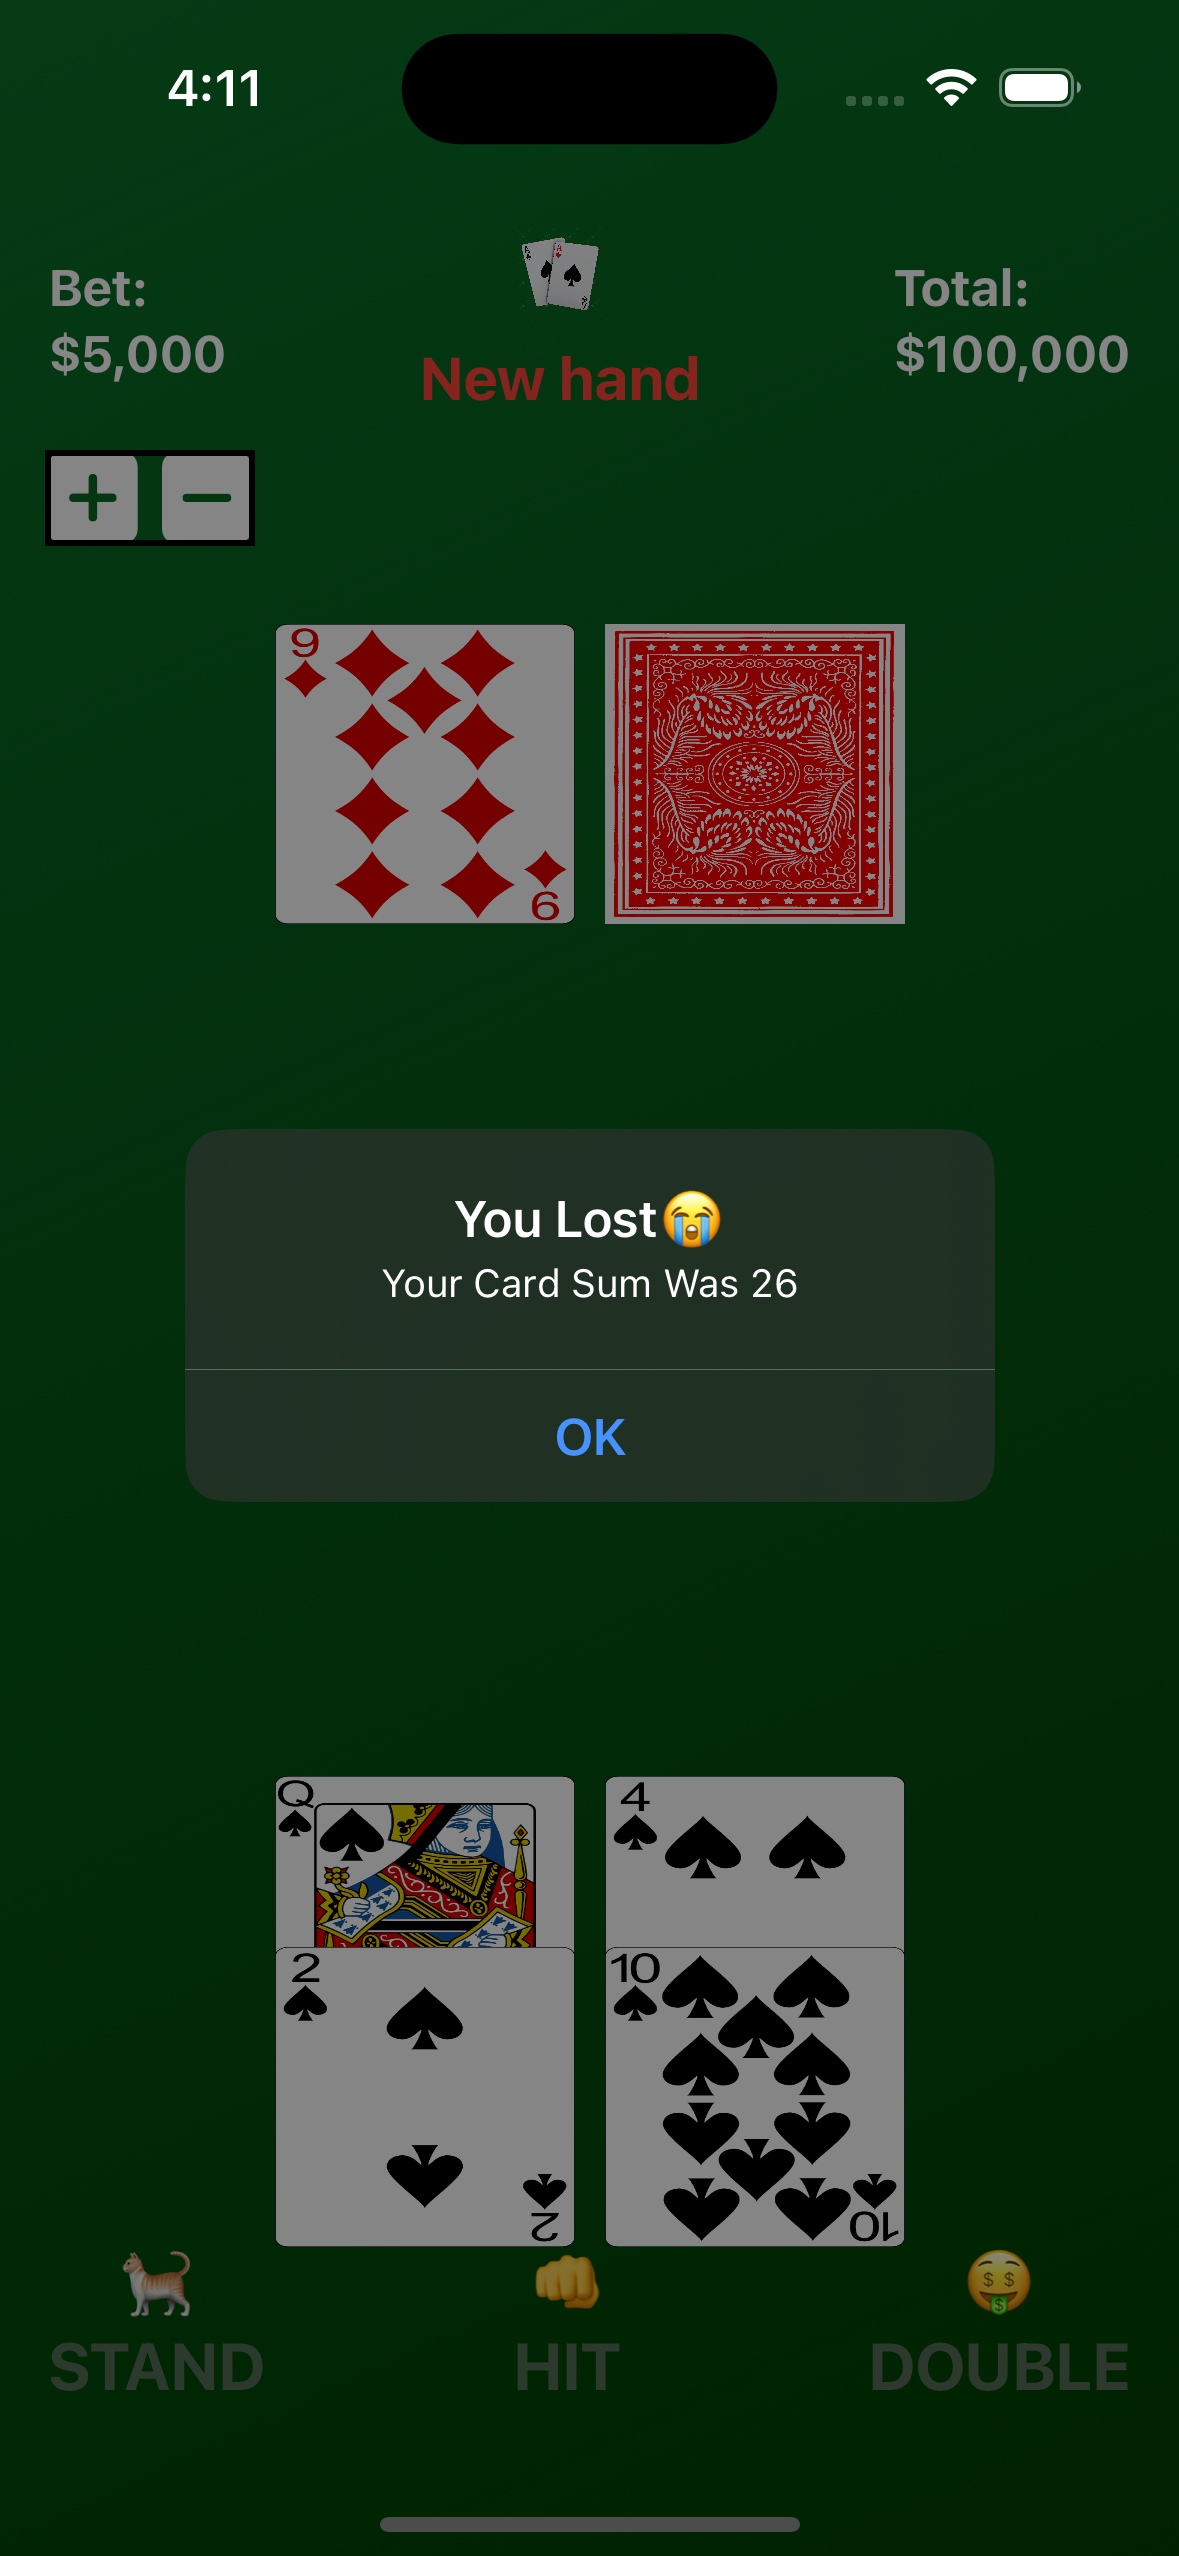 4:11
Bet:
$5,000
New hand
Total:
$100,000
9
6
You Lost😭
Your Card Sum Was 26
OK
Q
4
2
10
2
10
STAND
HIT
DOUBLE